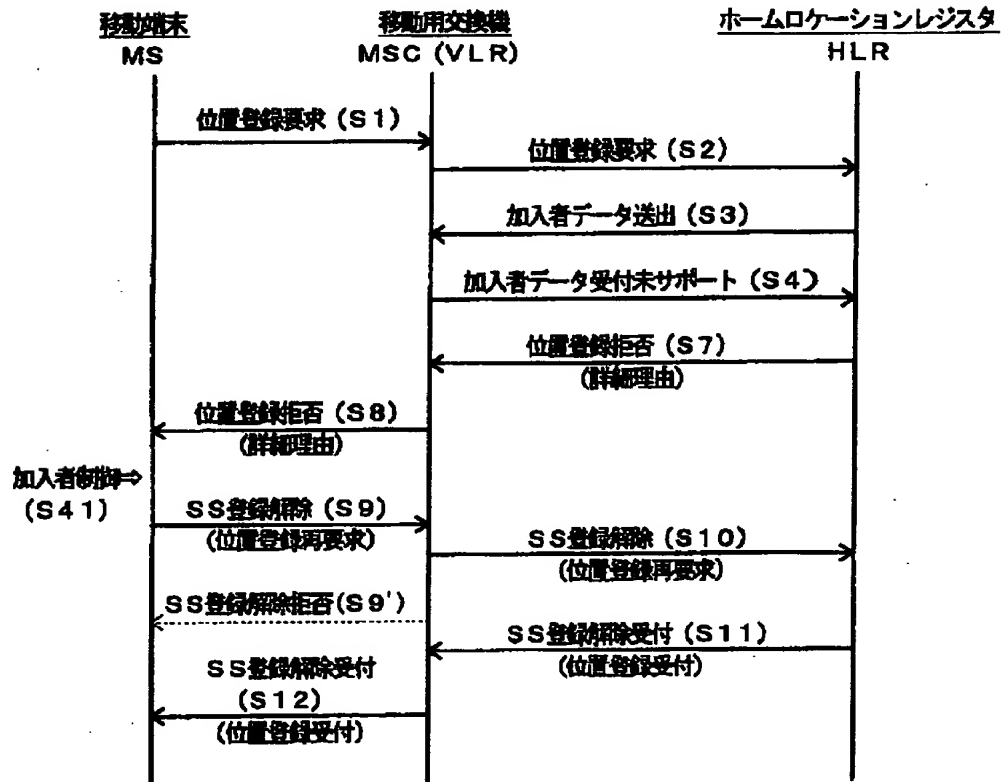 移動端末
MS
移動用交換機
MSC (VLR)
ホームロケーションレジスタ
HLR
位置登録要求 (S1)
位置登録要求 (S2)
加入者データ送出 (S3)
加入者データ受付未サポート (S4)
位置登録拒否 (S7)
(詳細理由)
位置登録拒否 (S8)
(詳細理由)
加入者制御⇒
(S41)
SS登録解除 (S9)
(位置登録再要求)
SS登録解除 (S10)
(位置登録再要求)
SS登録解除拒否(S9')
SS登録解除受付 (S11)
(位置登録受付)
SS登録解除受付
(S12)
(位置登録受付)